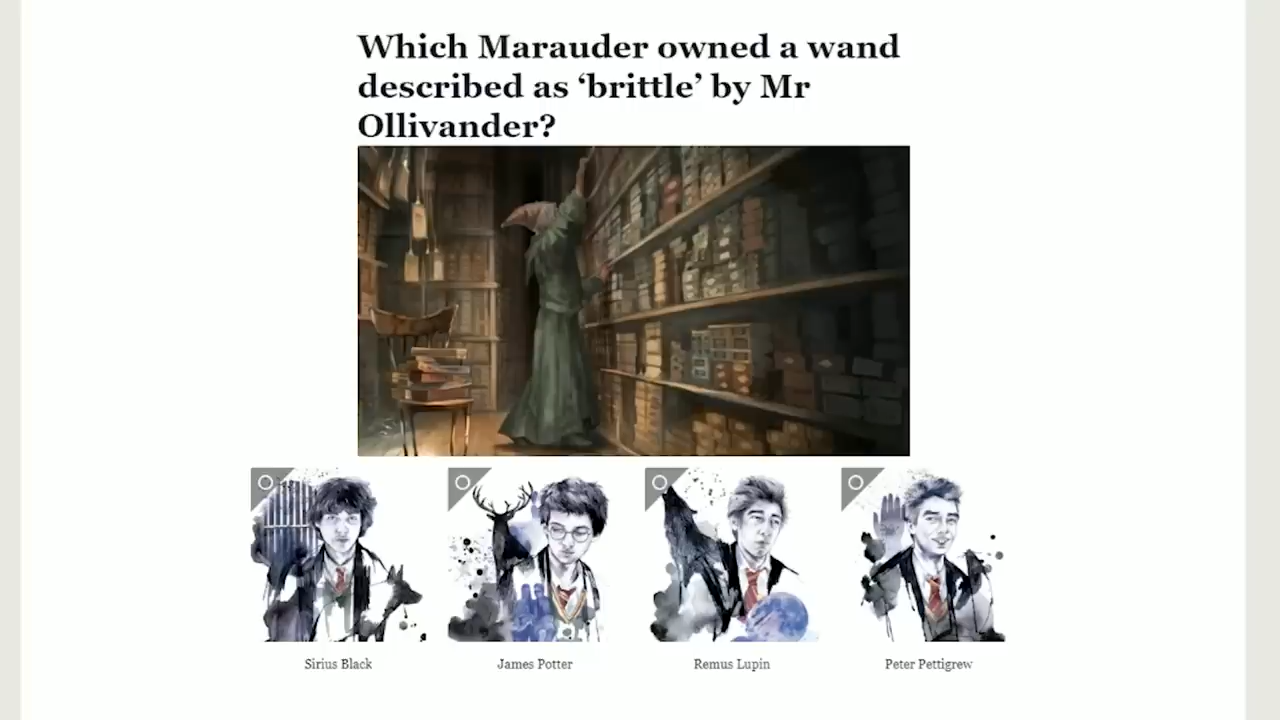 Which Marauder owned a wand
described as ‘brittle’ by Mr
Ollivander?
Sirius Black
James Potter
Remus Lupin
Peter Pettigrew